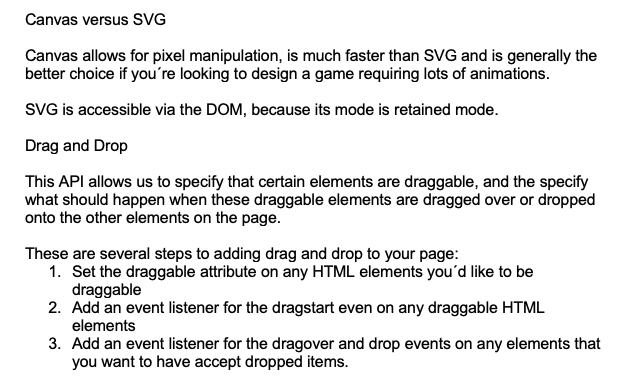 Canvas versus SVG
Canvas allows for pixel manipulation, is much faster than SVG and is generally the
better choice if you´re looking to design a game requiring lots of animations.
SVG is accessible via the DOM, because its mode is retained mode.
Drag and Drop
This API allows us to specify that certain elements are draggable, and the specify
what should happen when these draggable elements are dragged over or dropped
onto the other elements on the page.
These are several steps to adding drag and drop to your page:
1. Set the draggable attribute on any HTML elements you´d like to be
draggable
2. Add an event listener for the dragstart even on any draggable HTML
elements
3. Add an event listener for the dragover and drop events on any elements that
you want to have accept dropped items.